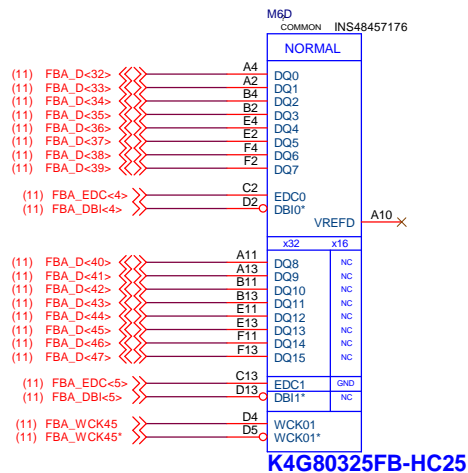 M6D
COMMON INS48457176
NORMAL
(11) FBA_D<32> A4 DQ0
(11) FBA_D<33> A2 DQ1
(11) FBA_D<34> B4 DQ2
(11) FBA_D<35> B2 DQ3
(11) FBA_D<36> E4 DQ4
(11) FBA_D<37> E2 DQ5
(11) FBA_D<38> F4 DQ6
(11) FBA_D<39> F2 DQ7
(11) FBA_EDC<4> C2 EDC0
(11) FBA_DBI<4> D2 DBI0*
VREFD A10
x32 x16
(11) FBA_D<40> A11 DQ8 NC
(11) FBA_D<41> A13 DQ9 NC
(11) FBA_D<42> B11 DQ10 NC
(11) FBA_D<43> B13 DQ11 NC
(11) FBA_D<44> E11 DQ12 NC
(11) FBA_D<45> E13 DQ13 NC
(11) FBA_D<46> F11 DQ14 NC
(11) FBA_D<47> F13 DQ15 NC
(11) FBA_EDC<5> C13 EDC1 GND
(11) FBA_DBI<5> D13 DBI1* NC
(11) FBA_WCK45 D4 WCK01
(11) FBA_WCK45* D5 WCK01*
K4G80325FB-HC25